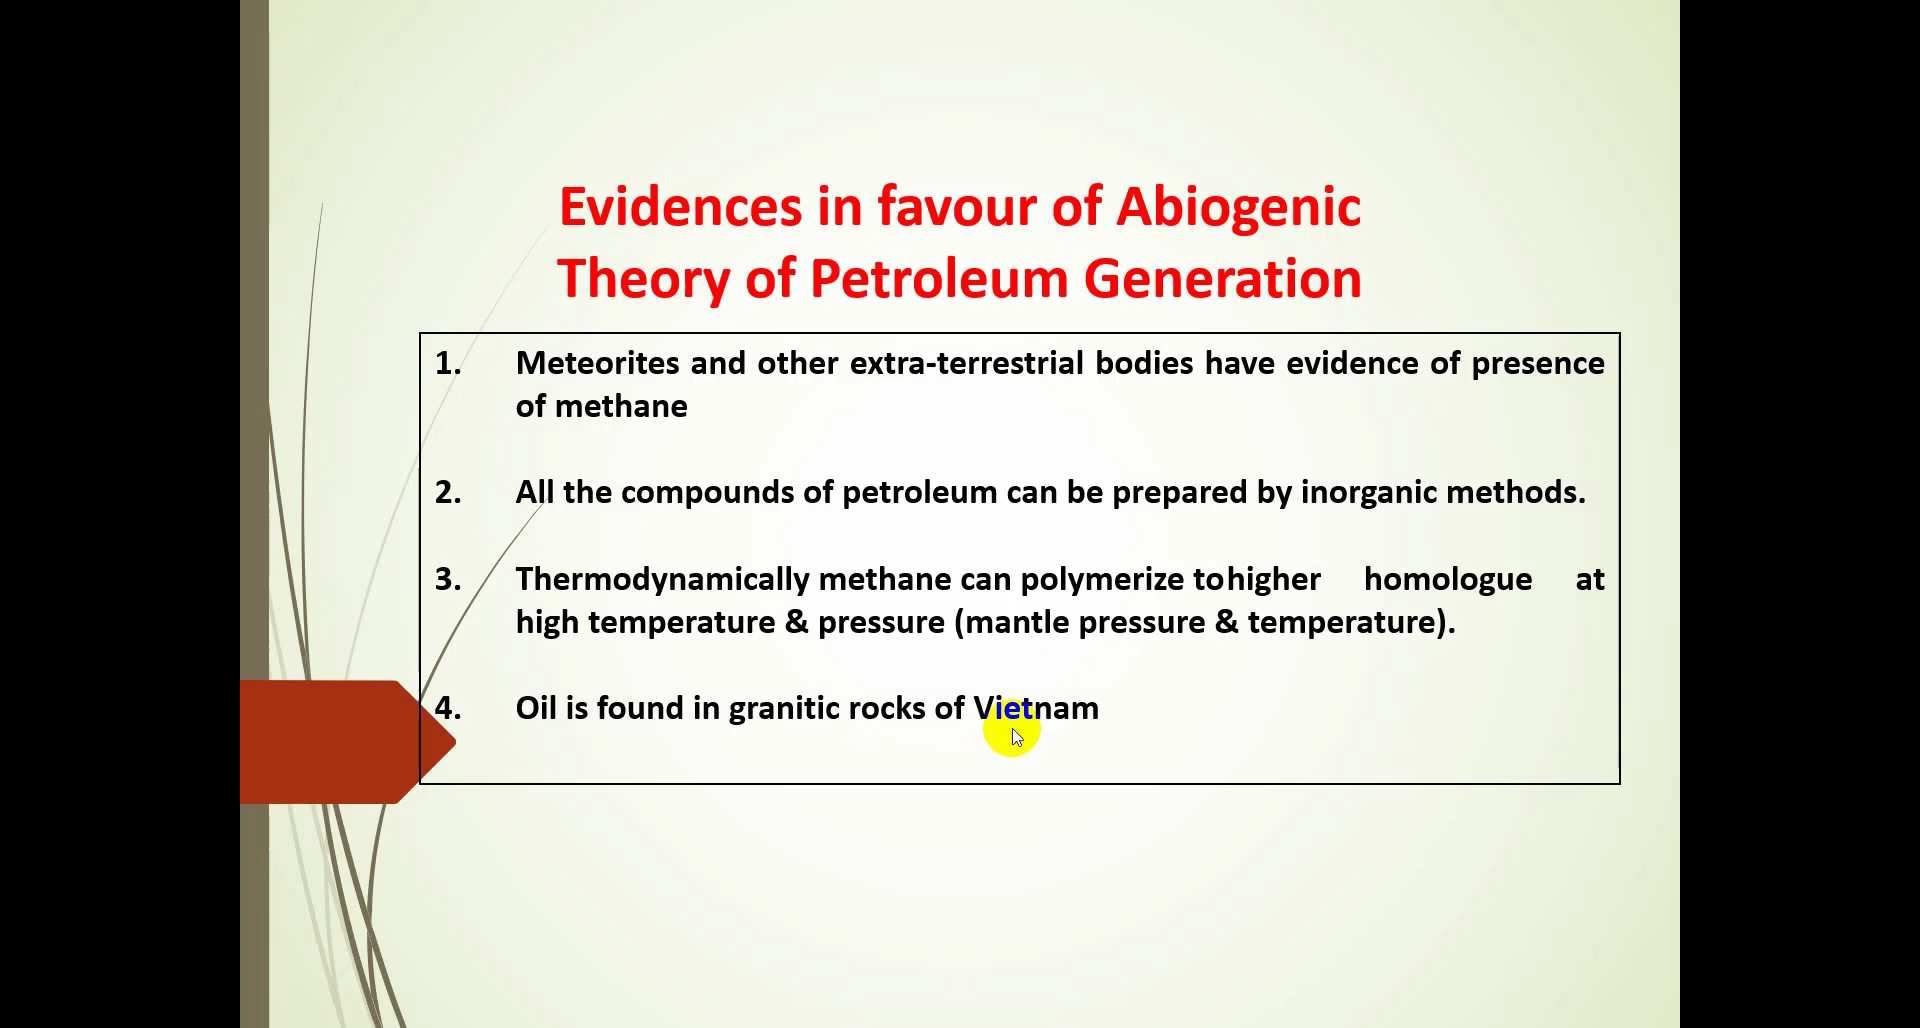 Evidences in favour of Abiogenic
Theory of Petroleum Generation
1. Meteorites and other extra-terrestrial bodies have evidence of presence
of methane
2. All the compounds of petroleum can be prepared by inorganic methods.
3. Thermodynamically methane can polymerize to higher homologue at
high temperature & pressure (mantle pressure & temperature).
4. Oil is found in granitic rocks of Vietnam